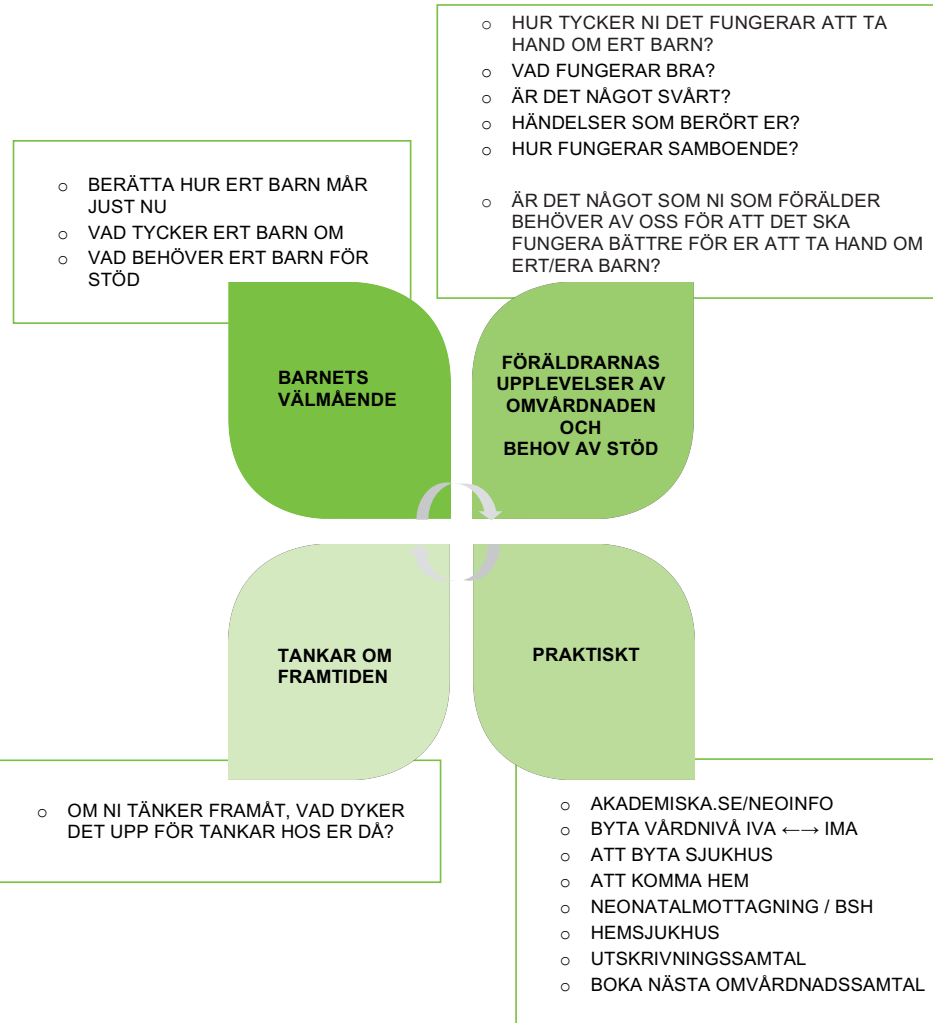 ○ HUR TYCKER NI DET FUNGERAR ATT TA
HAND OM ERT BARN?
○ VAD FUNGERAR BRA?
○ ÄR DET NÅGOT SVÅRT?
○ HÄNDELSER SOM BERÖRT ER?
○ HUR FUNGERAR SAMBOENDE?
○ ÄR DET NÅGOT SOM NI SOM FÖRÄLDER
BEHÖVER AV OSS FÖR ATT DET SKA
FUNGERA BÄTTRE FÖR ER ATT TA HAND OM
ERT/ERA BARN?
○ BERÄTTA HUR ERT BARN MÅR
JUST NU
○ VAD TYCKER ERT BARN OM
○ VAD BEHÖVER ERT BARN FÖR
STÖD
BARNETS
VÄLMÅENDE
FÖRÄLDRARNAS
UPPLEVELSER AV
OMVÅRDNADEN
OCH
BEHOV AV STÖD
TANKAR OM
FRAMTIDEN
PRAKTISKT
○ OM NI TÄNKER FRAMÅT, VAD DYKER
DET UPP FÖR TANKAR HOS ER DÅ?
○ AKADEMISKA.SE/NEOINFO
○ BYTA VÅRDNIVÅ IVA ←→ IMA
○ ATT BYTA SJUKHUS
○ ATT KOMMA HEM
○ NEONATALMOTTAGNING / BSH
○ HEMSJUKHUS
○ UTSKRIVNINGSSAMTAL
○ BOKA NÄSTA OMVÅRDNADSSAMTAL